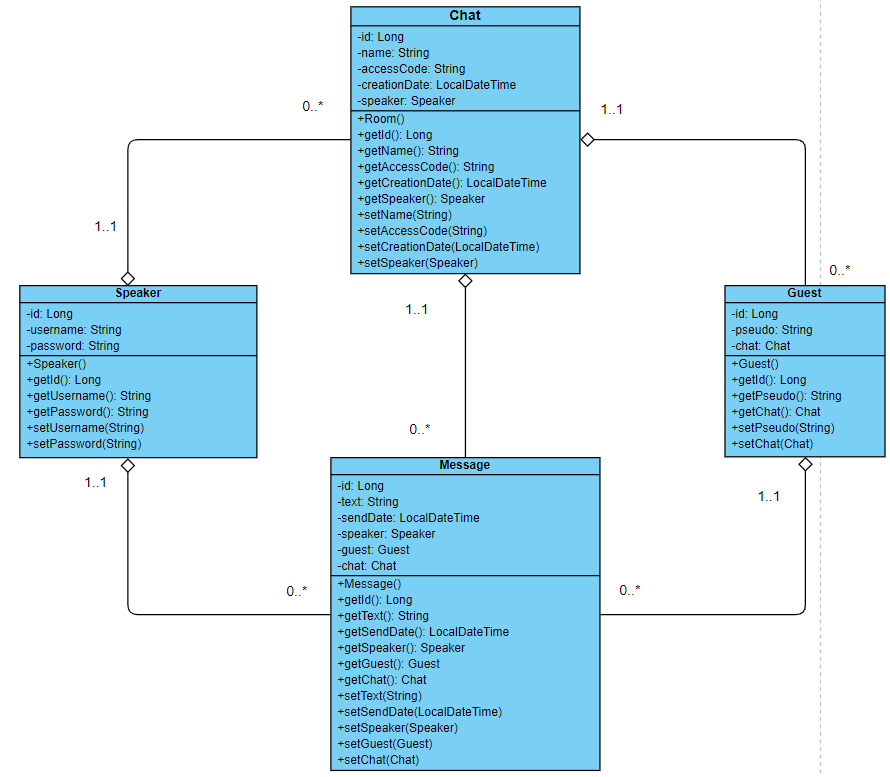 Chat
-id: Long
-name: String
-accessCode: String
-creationDate: LocalDateTime
-speaker: Speaker
+Room()
+getId(): Long
+getName(): String
+getAccessCode(): String
+getCreationDate(): LocalDateTime
+getSpeaker(): Speaker
+setName(String)
+setAccessCode(String)
+setCreationDate(LocalDateTime)
+setSpeaker(Speaker)
0..*
1..1
1..1
1..1
0..*
0..*
Speaker
-id: Long
-username: String
-password: String
+Speaker()
+getId(): Long
+getUsername(): String
+getPassword(): String
+setUsername(String)
+setPassword(String)
Guest
-id: Long
-pseudo: String
-chat: Chat
+Guest()
+getId(): Long
+getPseudo(): String
+getChat(): Chat
+setPseudo(String)
+setChat(Chat)
1..1
1..1
0..*
0..*
Message
-id: Long
-text: String
-sendDate: LocalDateTime
-speaker: Speaker
-guest: Guest
-chat: Chat
+Message()
+getId(): Long
+getText(): String
+getSendDate(): LocalDateTime
+getSpeaker(): Speaker
+getGuest(): Guest
+getChat(): Chat
+setText(String)
+setSendDate(LocalDateTime)
+setSpeaker(Speaker)
+setGuest(Guest)
+setChat(Chat)